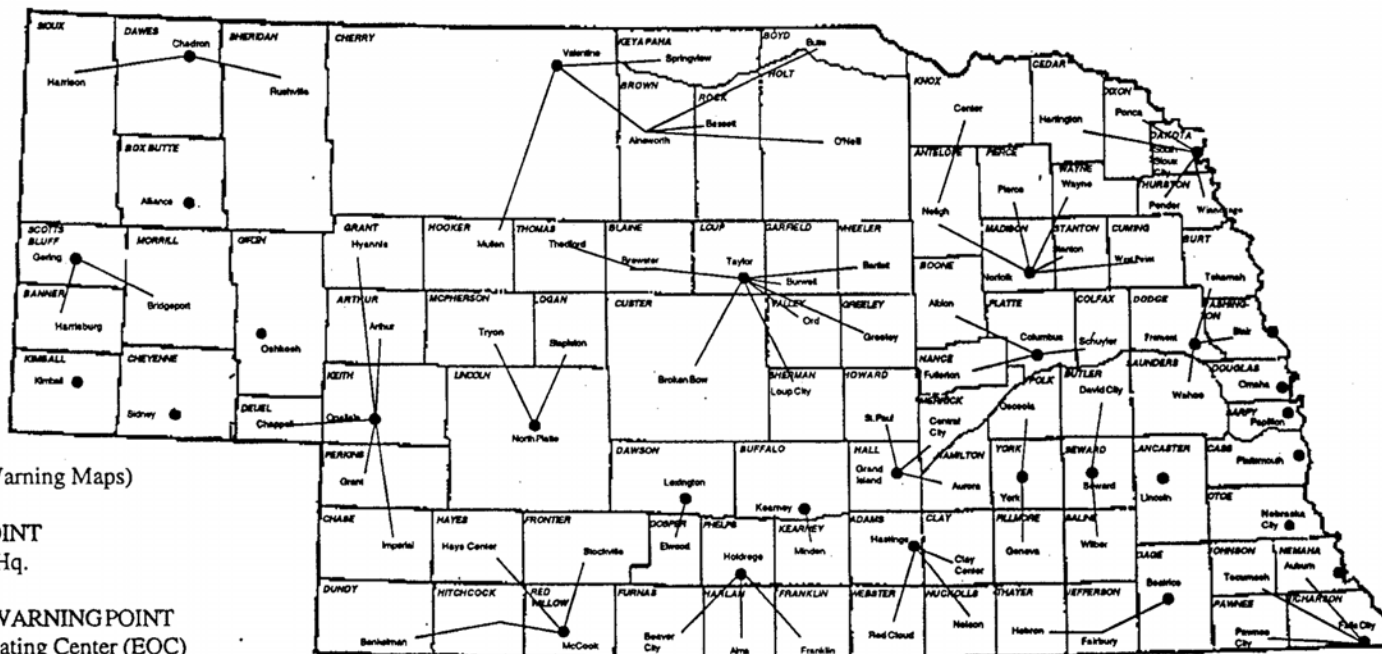 SIOUX
DAWES
Chadron
SHERIDAN
CHERRY
Harrison
Rushville
Valentine
KEYAPAHA
Springview
BOYD
Butte
HOLT
BROWN
ROCK
Bassett
Ainsworth
O'Neill
KNOX
Center
CEDAR
Hartington
DIXON
Ponca
DAKOTA
South
Sioux
City
BOX BUTTE
Alliance
ANTELOPE
Neligh
PIERCE
Pierce
WAYNE
Wayne
THURSTON
Pender
Winnebago
SCOTTS
BLUFF
Gering
MORRILL
Bridgeport
GRANT
Hyannis
HOOKER
Mullen
THOMAS
Thedford
BLAINE
Brewster
LOUP
Taylor
GARFIELD
Burwell
WHEELER
Bartlett
MADISON
Norfolk
STANTON
Stanton
CUMING
West Point
BURT
Tekamah
BANNER
Harrisburg
Oshkosh
ARTHUR
Arthur
MCPHERSON
Tryon
LOGAN
Stapleton
CUSTER
Broken Bow
VALLEY
Ord
GREELEY
Greeley
BOONE
Albion
PLATTE
Columbus
COLFAX
Schuyler
DODGE
Fremont
WASHING-
TON
Blair
KIMBALL
Kimball
CHEYENNE
Sidney
DEUEL
Chappell
KEITH
Ogallala
LINCOLN
North Platte
SHERMAN
Loup City
HOWARD
St. Paul
NANCE
Fullerton
MERRICK
Central
City
POLK
Osceola
BUTLER
David City
SAUNDERS
Wahoo
DOUGLAS
Omaha
SARPY
Papillion
PERKINS
Grant
DAWSON
Lexington
BUFFALO
Kearney
HALL
Grand
Island
HAMILTON
Aurora
YORK
York
SEWARD
Seward
LANCASTER
Lincoln
CASS
Plattsmouth
OTOE
Nebraska
City
Warning Maps)
CHASE
Imperial
HAYES
Hays Center
FRONTIER
Stockville
GOSPER
Elwood
PHELPS
Holdrege
KEARNEY
Minden
ADAMS
Hastings
CLAY
Clay
Center
FILLMORE
Geneva
SALINE
Wilber
GAGE
Beatrice
JOHNSON
Tecumseh
NEMAHA
Auburn
OINT
Hq.
DUNDY
Benkelman
HITCHCOCK
RED
WILLOW
McCook
FURNAS
Beaver
City
HARLAN
Alma
FRANKLIN
Franklin
WEBSTER
Red Cloud
NUCKOLLS
Nelson
THAYER
Hebron
JEFFERSON
Fairbury
PAWNEE
Pawnee
City
RICHARDSON
Falls City
WARNING POINT
ating Center (EOC)